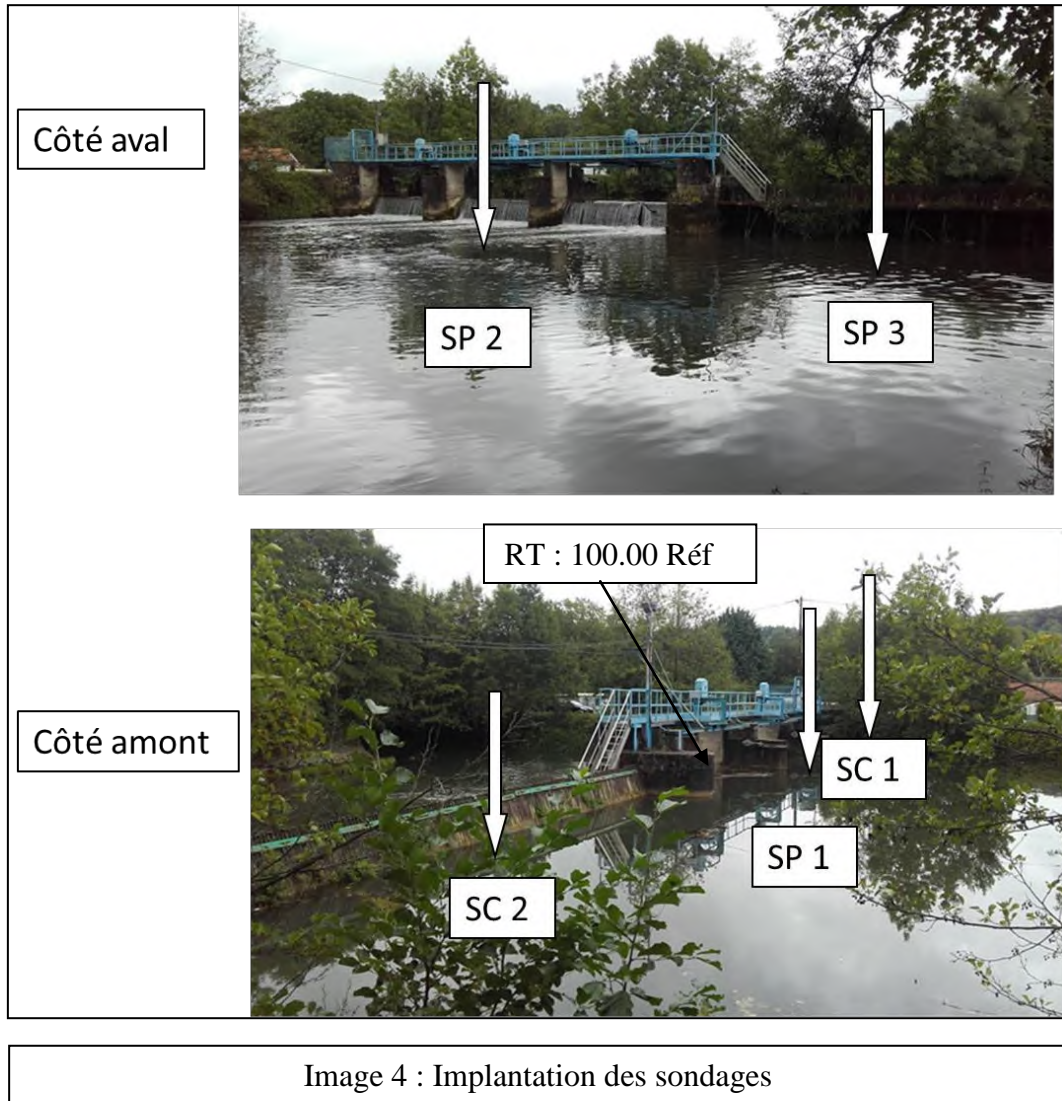 Côté aval
SP 2
SP 3
RT : 100.00 Réf
Côté amont
SC 1
SP 1
SC 2
Image 4 : Implantation des sondages